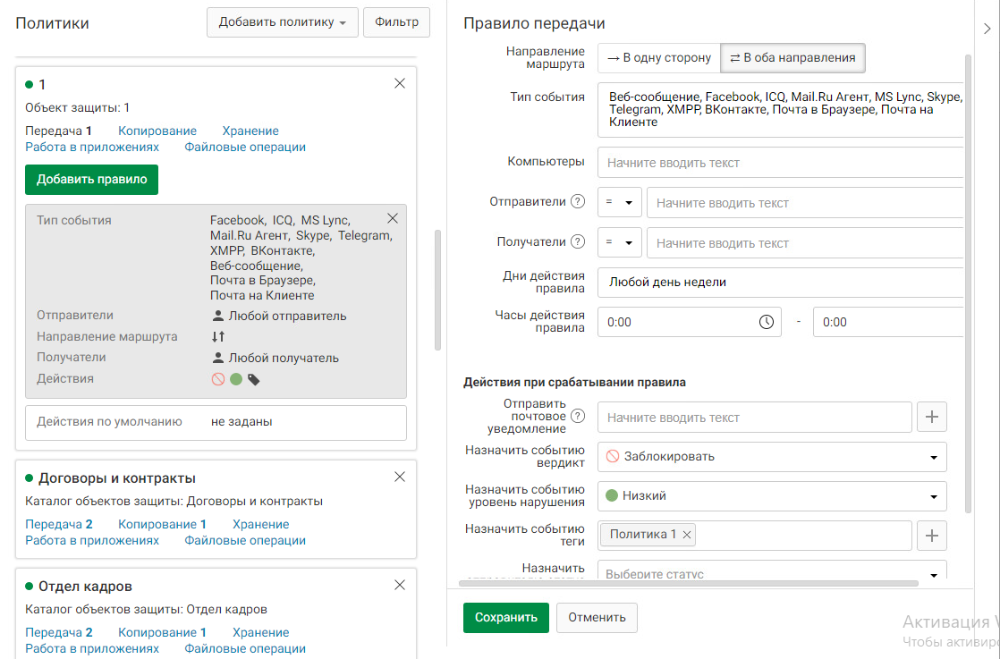 Политики
Добавить политику
Фильтр
1
Объект защиты: 1
Передача 1 Копирование Хранение
Работа в приложениях Файловые операции
Добавить правило
Тип события
Facebook, ICQ, MS Lync,
Mail.Ru Агент, Skype, Telegram,
XMPP, ВКонтакте,
Веб-сообщение,
Почта в Браузере,
Почта на Клиенте
Отправители Любой отправитель
Направление маршрута
Получатели Любой получатель
Действия
Действия по умолчанию не заданы
Договоры и контракты
Каталог объектов защиты: Договоры и контракты
Передача 2 Копирование 1 Хранение
Работа в приложениях Файловые операции
Отдел кадров
Каталог объектов защиты: Отдел кадров
Передача 2 Копирование 1 Хранение
Работа в приложениях Файловые операции
Правило передачи
Направление
маршрута
→ В одну сторону
⇄ В оба направления
Тип события
Веб-сообщение, Facebook, ICQ, Mail.Ru Агент, MS Lync, Skype,
Telegram, XMPP, ВКонтакте, Почта в Браузере, Почта на
Клиенте
Компьютеры
Начните вводить текст
Отправители ?
= Начните вводить текст
Получатели ?
= Начните вводить текст
Дни действия
правила
Любой день недели
Часы действия
правила
0:00 - 0:00
Действия при срабатывании правила
Отправить
почтовое ?
уведомление
Начните вводить текст
Назначить событию
вердикт
Заблокировать
Назначить событию
уровень нарушения
Низкий
Назначить событию
теги
Политика 1
Назначить
Выберите статус
Сохранить
Отменить
Активация
Чтобы активиро